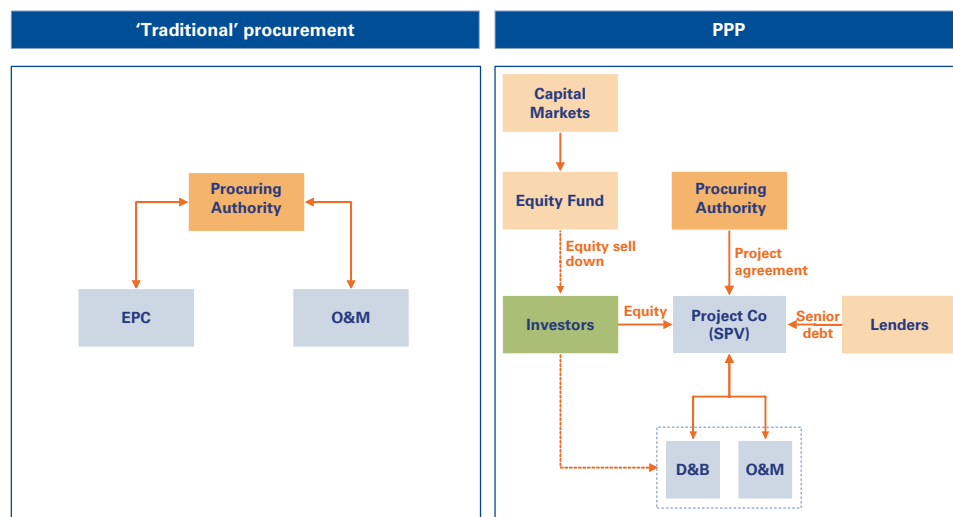 ‘Traditional’ procurement
Procuring
Authority
EPC
O&M
PPP
Capital
Markets
Equity Fund
Procuring
Authority
Equity sell
down
Project
agreement
Investors
Equity
Project Co
(SPV)
Senior
debt
Lenders
D&B
O&M